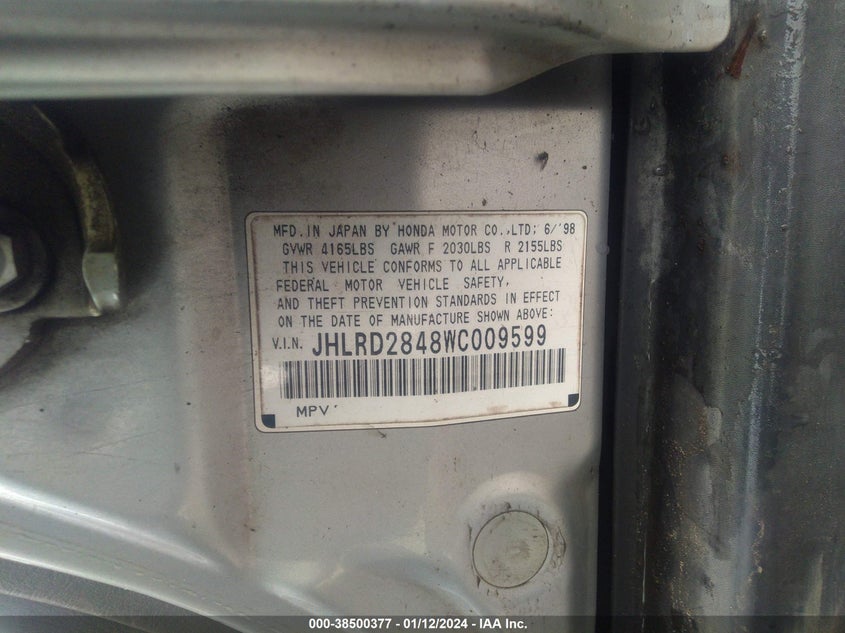 MFD. IN JAPAN BY HONDA MOTOR CO.,LTD; 6/'98
GVWR 4165LBS GAWR F 2030LBS R 2155LBS
THIS VEHICLE CONFORMS TO ALL APPLICABLE
FEDERAL MOTOR VEHICLE SAFETY,
AND THEFT PREVENTION STANDARDS IN EFFECT
ON THE DATE OF MANUFACTURE SHOWN ABOVE:
V.I.N. JHLRD2848WC009599
MPV
000-38500377 - 01/12/2024 - IAA Inc.